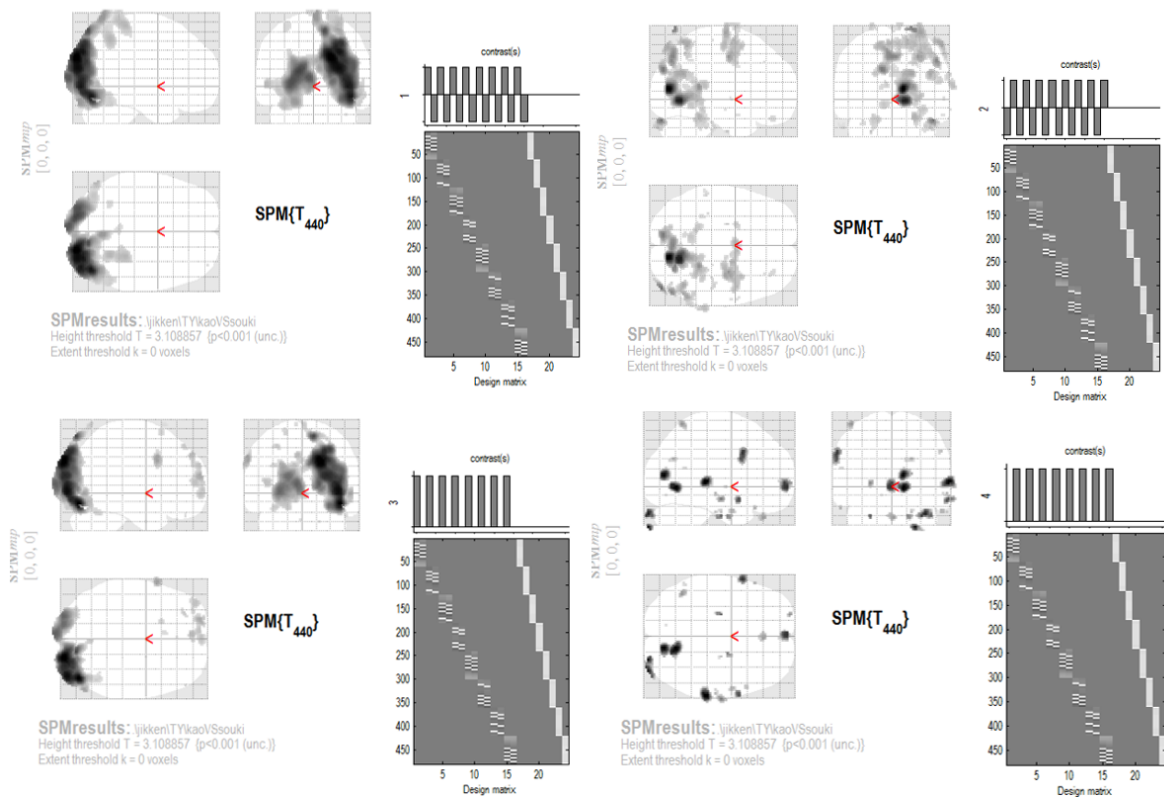 contrast(s)
1
SPMmip
[0, 0, 0]
50
100
150
200
250
300
350
400
450
5
10
15
20
Design matrix
SPM{T440}
SPMresults: .\jikken\TY\kaoVSsouki
Height threshold T = 3.108857 {p<0.001 (unc.)}
Extent threshold k = 0 voxels
contrast(s)
2
SPMmip
[0, 0, 0]
50
100
150
200
250
300
350
400
450
5
10
15
20
Design matrix
SPM{T440}
SPMresults: .\jikken\TY\kaoVSsouki
Height threshold T = 3.108857 {p<0.001 (unc.)}
Extent threshold k = 0 voxels
contrast(s)
3
SPMmip
[0, 0, 0]
50
100
150
200
250
300
350
400
450
5
10
15
20
Design matrix
SPM{T440}
SPMresults: .\jikken\TY\kaoVSsouki
Height threshold T = 3.108857 {p<0.001 (unc.)}
Extent threshold k = 0 voxels
contrast(s)
4
SPMmip
[0, 0, 0]
50
100
150
200
250
300
350
400
450
5
10
15
20
Design matrix
SPM{T440}
SPMresults: .\jikken\TY\kaoVSsouki
Height threshold T = 3.108857 {p<0.001 (unc.)}
Extent threshold k = 0 voxels